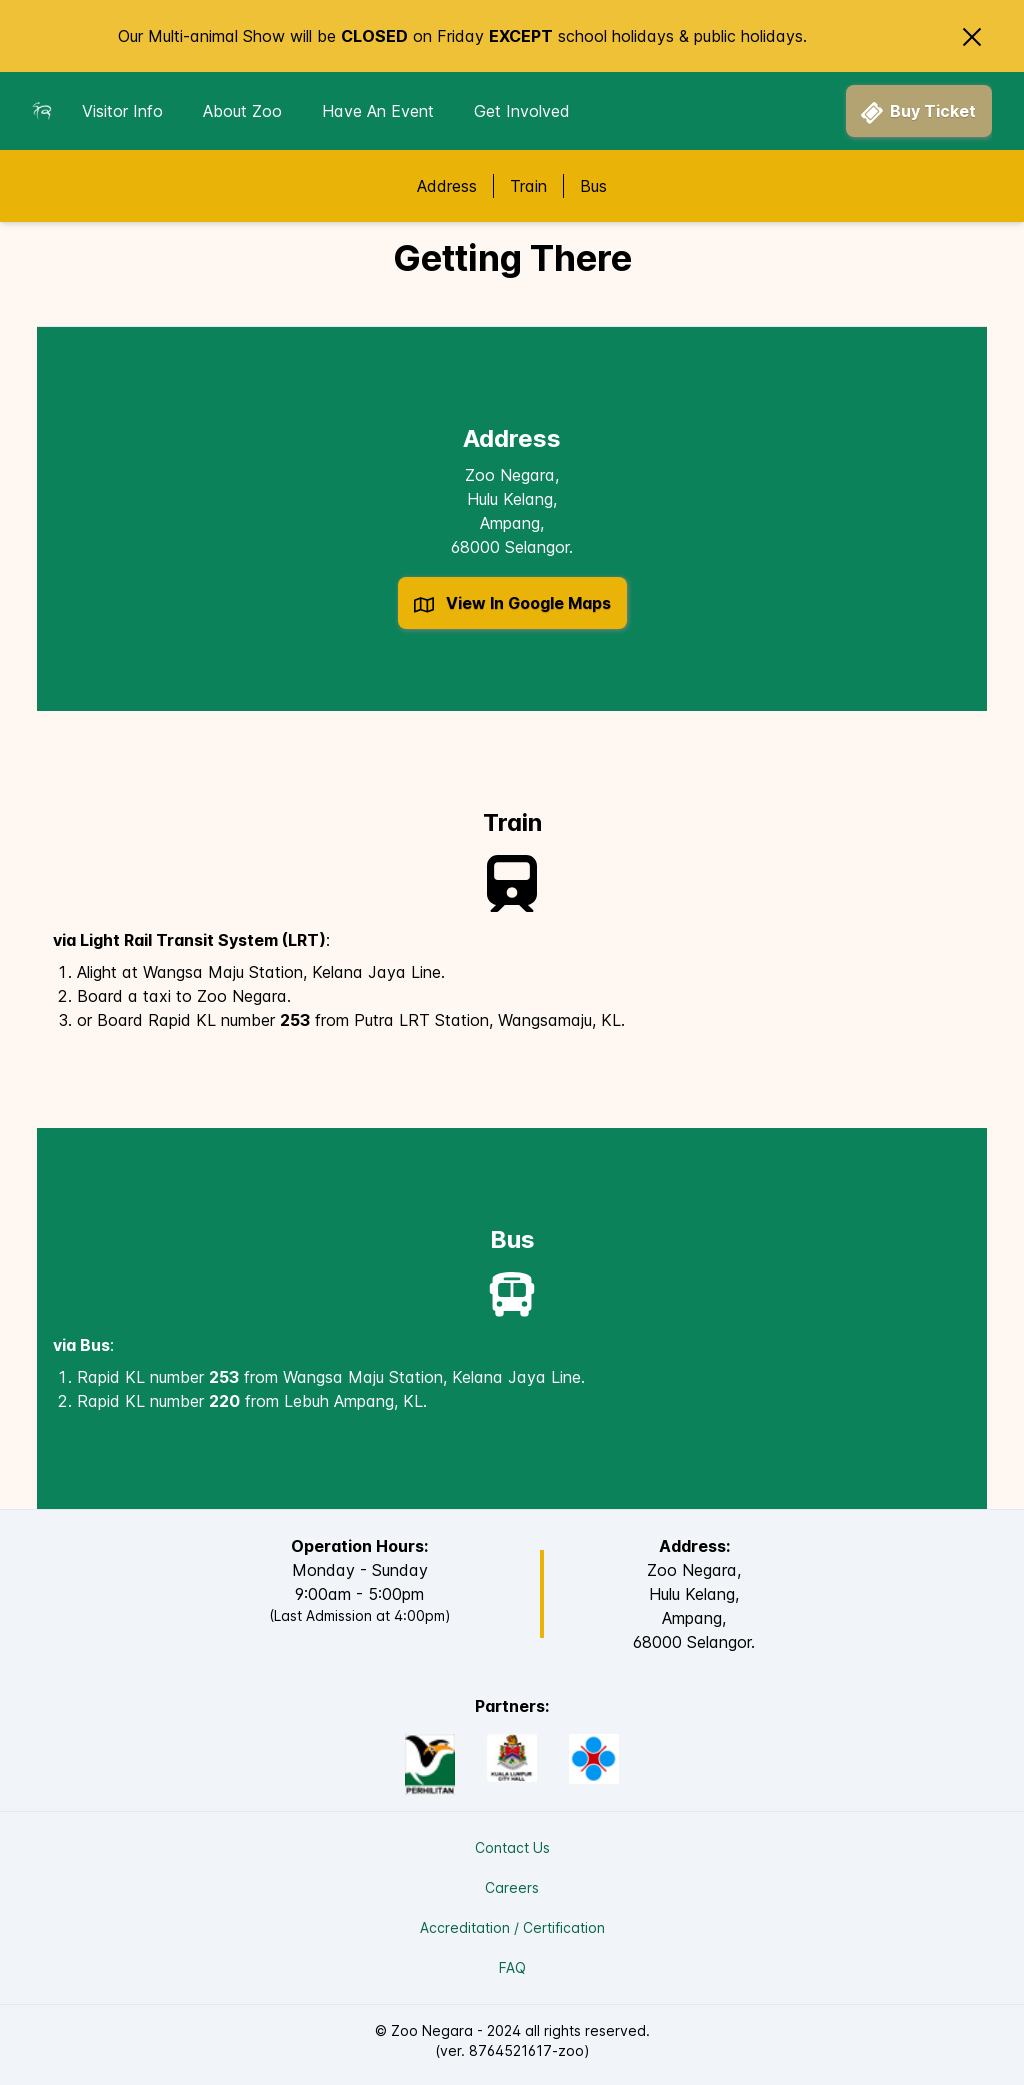 Our Multi-animal Show will be CLOSED on Friday EXCEPT school holidays & public holidays.
Visitor Info
About Zoo
Have An Event
Get Involved
Buy Ticket
Address
Train
Bus
Getting There
Address
Zoo Negara,
Hulu Kelang,
Ampang,
68000 Selangor.
View In Google Maps
Train
via Light Rail Transit System (LRT):
1. Alight at Wangsa Maju Station, Kelana Jaya Line.
2. Board a taxi to Zoo Negara.
3. or Board Rapid KL number 253 from Putra LRT Station, Wangsamaju, KL.
Bus
via Bus:
1. Rapid KL number 253 from Wangsa Maju Station, Kelana Jaya Line.
2. Rapid KL number 220 from Lebuh Ampang, KL.
Operation Hours:
Monday - Sunday
9:00am - 5:00pm
(Last Admission at 4:00pm)
Address:
Zoo Negara,
Hulu Kelang,
Ampang,
68000 Selangor.
Partners:
PERHILITAN
KUALA LUMPUR
CITY HALL
Contact Us
Careers
Accreditation / Certification
FAQ
© Zoo Negara - 2024 all rights reserved.
(ver. 8764521617-zoo)